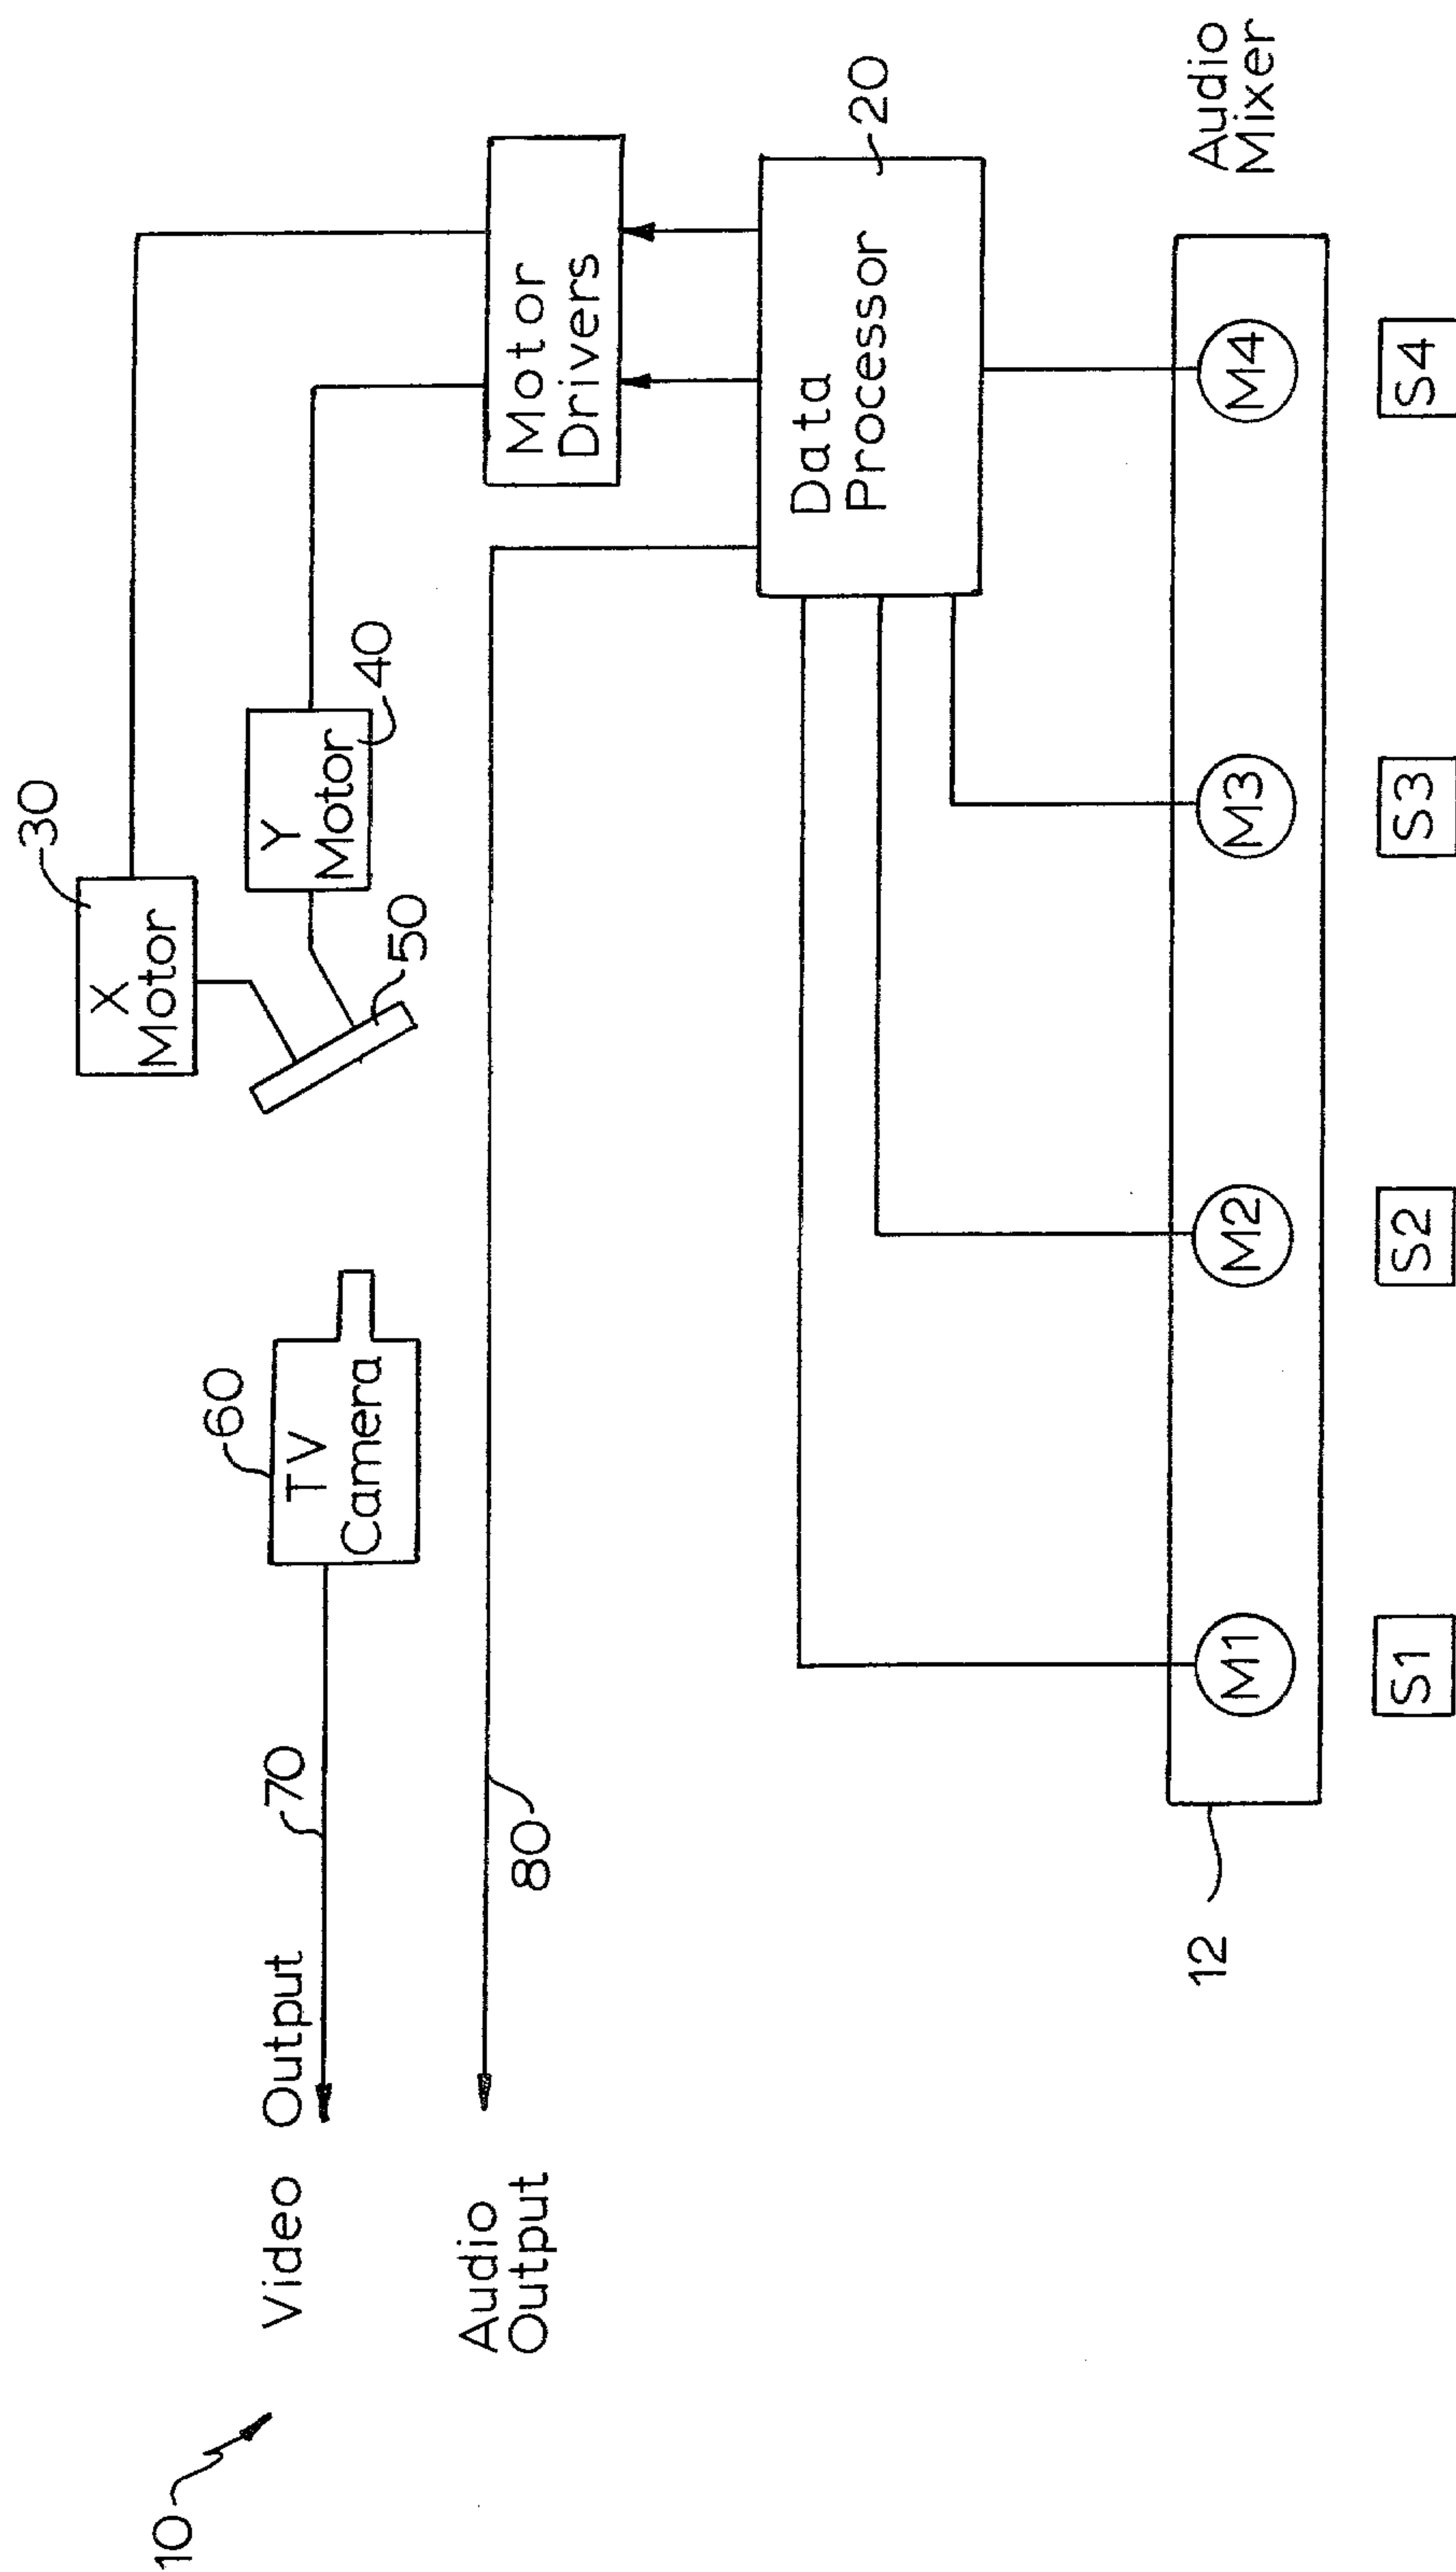 10
Video Output
70
60
TV
Camera
30
X
Motor
Y
Motor
40
50
Audio
Output
80
Motor
Drivers
Data
Processor
20
Audio
Mixer
12
M1
M2
M3
M4
S1
S2
S3
S4